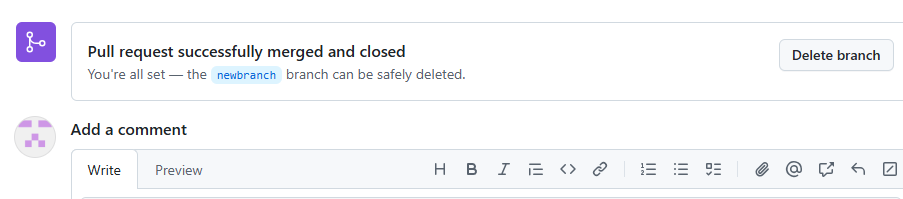 Pull request successfully merged and closed
You're all set — the newbranch branch can be safely deleted.
Delete branch
Add a comment
Write Preview